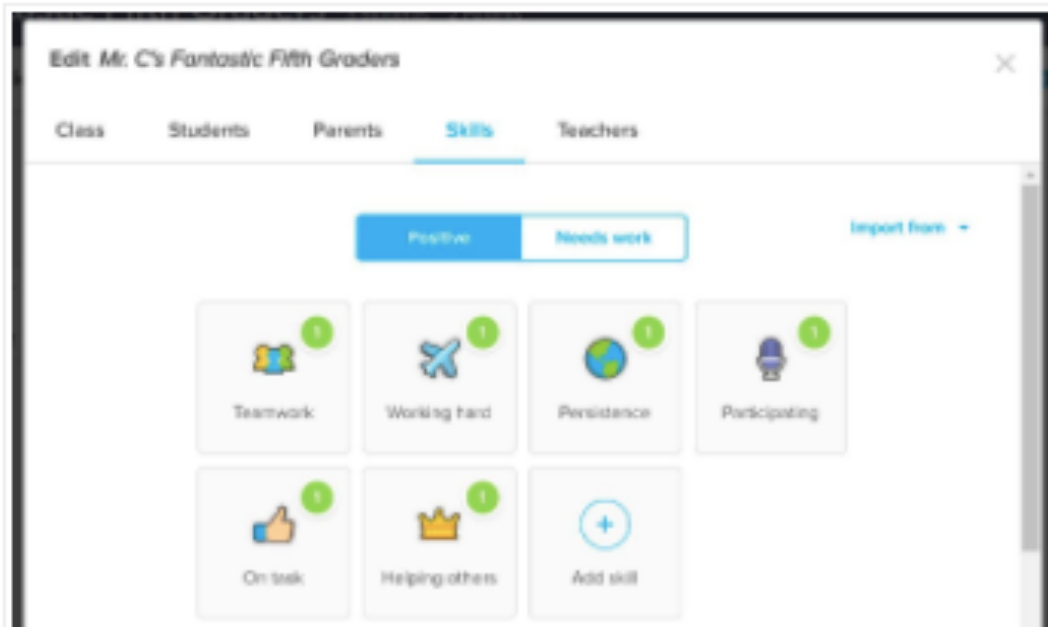 Edit Mr. C's Fantastic Fifth Graders
Class Students Parents Skills Teachers
Positive Needs work Import from
1 1 1 1
Teamwork Working hard Persistence Participating
1 1
On task Helping others Add skill